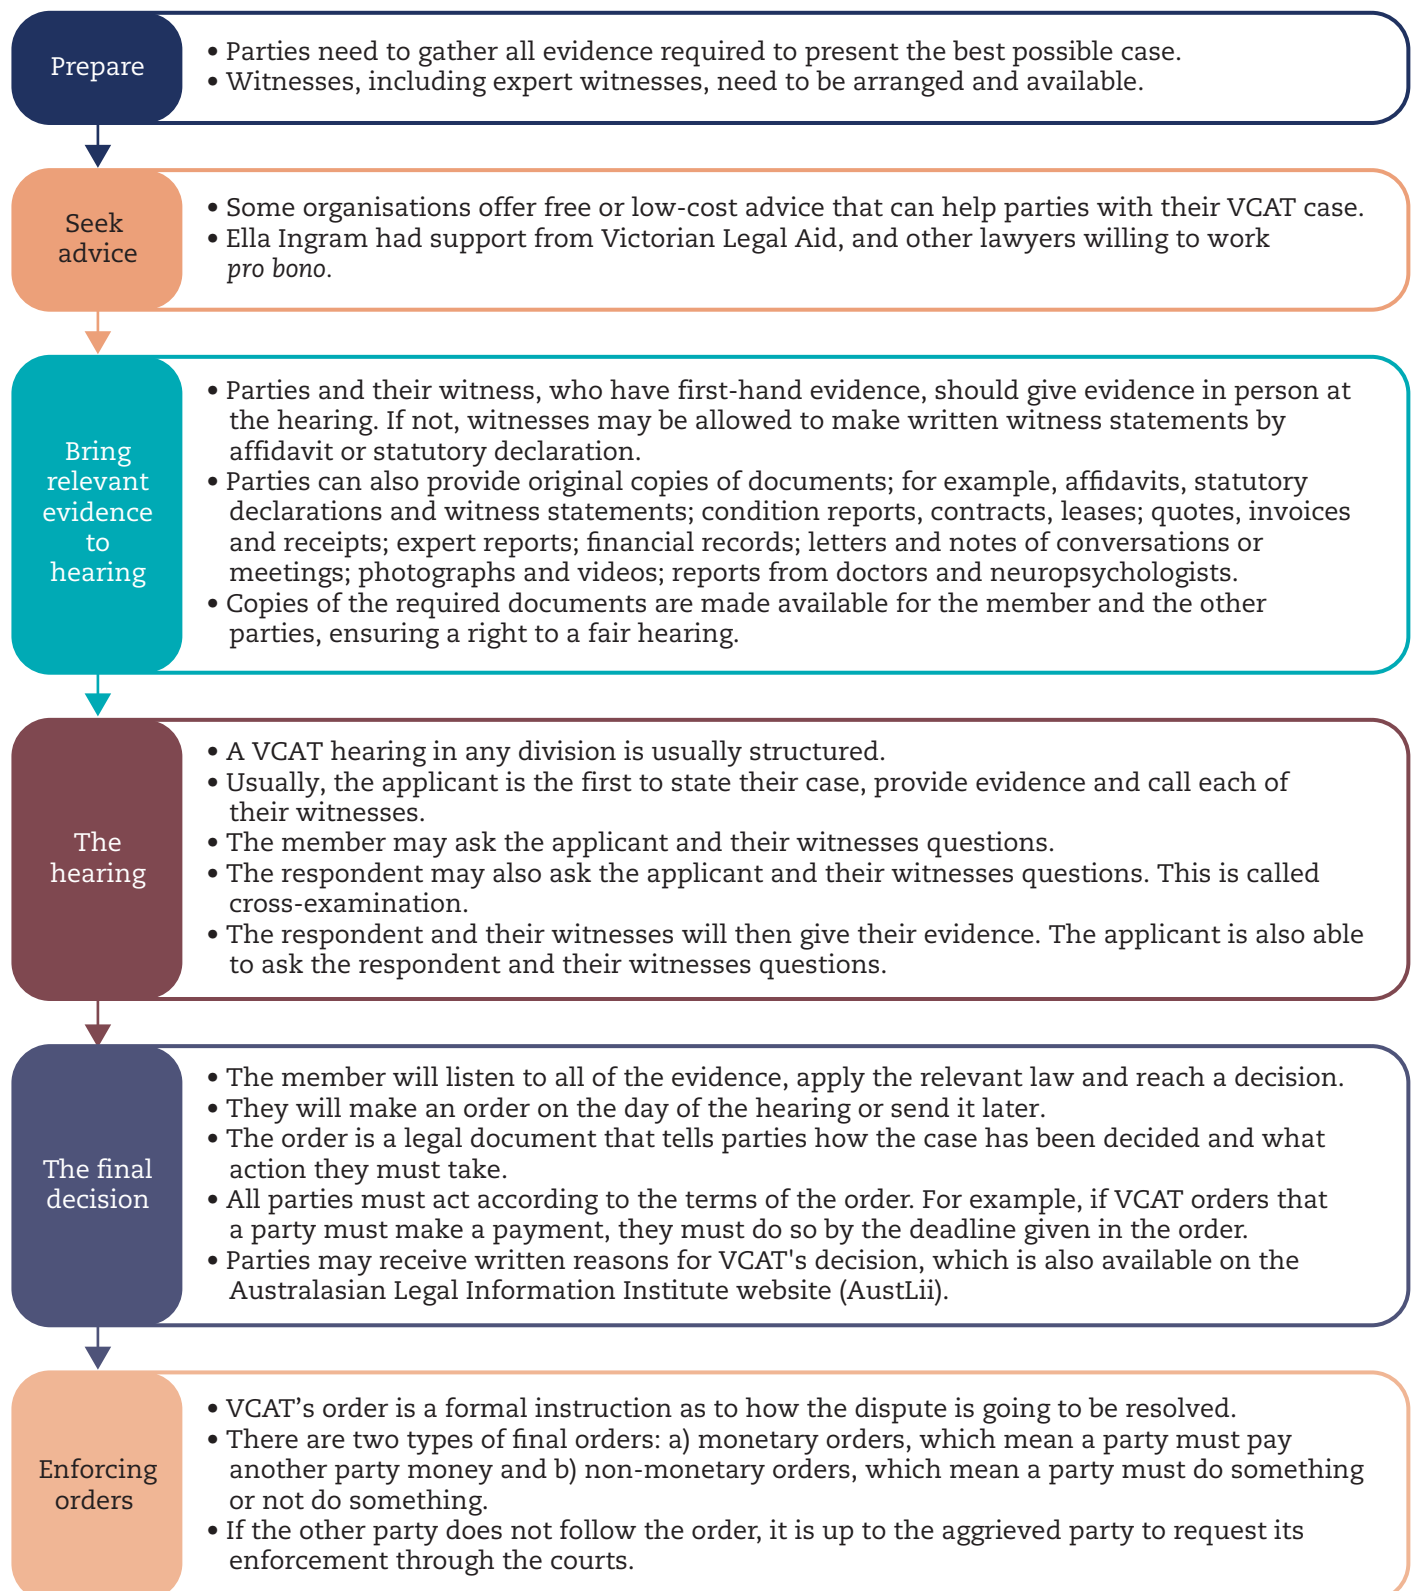 Prepare
• Parties need to gather all evidence required to present the best possible case.
• Witnesses, including expert witnesses, need to be arranged and available.
Seek
advice
• Some organisations offer free or low-cost advice that can help parties with their VCAT case.
• Ella Ingram had support from Victorian Legal Aid, and other lawyers willing to work
pro bono.
Bring
relevant
evidence
to
hearing
• Parties and their witness, who have first-hand evidence, should give evidence in person at
the hearing. If not, witnesses may be allowed to make written witness statements by
affidavit or statutory declaration.
• Parties can also provide original copies of documents; for example, affidavits, statutory
declarations and witness statements; condition reports, contracts, leases; quotes, invoices
and receipts; expert reports; financial records; letters and notes of conversations or
meetings; photographs and videos; reports from doctors and neuropsychologists.
• Copies of the required documents are made available for the member and the other
parties, ensuring a right to a fair hearing.
The
hearing
• A VCAT hearing in any division is usually structured.
• Usually, the applicant is the first to state their case, provide evidence and call each of
their witnesses.
• The member may ask the applicant and their witnesses questions.
• The respondent may also ask the applicant and their witnesses questions. This is called
cross-examination.
• The respondent and their witnesses will then give their evidence. The applicant is also able
to ask the respondent and their witnesses questions.
The final
decision
• The member will listen to all of the evidence, apply the relevant law and reach a decision.
• They will make an order on the day of the hearing or send it later.
• The order is a legal document that tells parties how the case has been decided and what
action they must take.
• All parties must act according to the terms of the order. For example, if VCAT orders that
a party must make a payment, they must do so by the deadline given in the order.
• Parties may receive written reasons for VCAT's decision, which is also available on the
Australasian Legal Information Institute website (AustLii).
Enforcing
orders
• VCAT’s order is a formal instruction as to how the dispute is going to be resolved.
• There are two types of final orders: a) monetary orders, which mean a party must pay
another party money and b) non-monetary orders, which mean a party must do something
or not do something.
• If the other party does not follow the order, it is up to the aggrieved party to request its
enforcement through the courts.